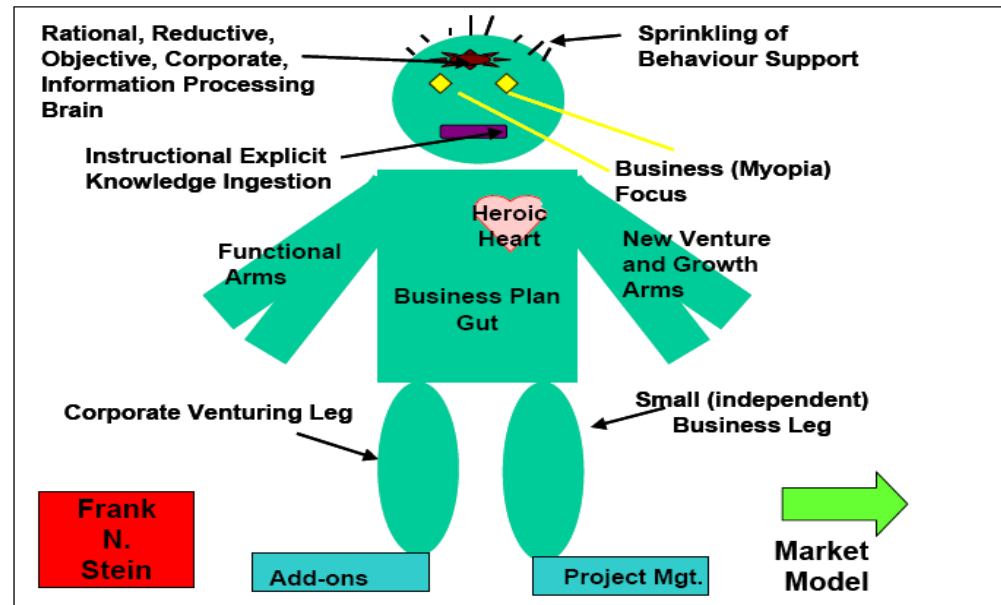 Rational, Reductive,
Objective, Corporate,
Information Processing
Brain
Sprinkling of
Behaviour Support
Instructional Explicit
Knowledge Ingestion
Business (Myopia)
Focus
Heroic
Heart
Functional
Arms
New Venture
and Growth
Arms
Business Plan
Gut
Corporate Venturing Leg
Small (independent)
Business Leg
Frank
N.
Stein
Add-ons
Project Mgt.
Market
Model